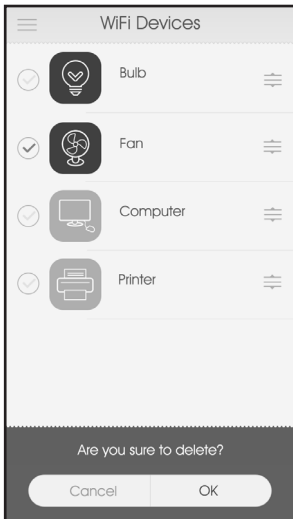 WiFi Devices
Bulb
Fan
Computer
Printer
Are you sure to delete?
Cancel OK